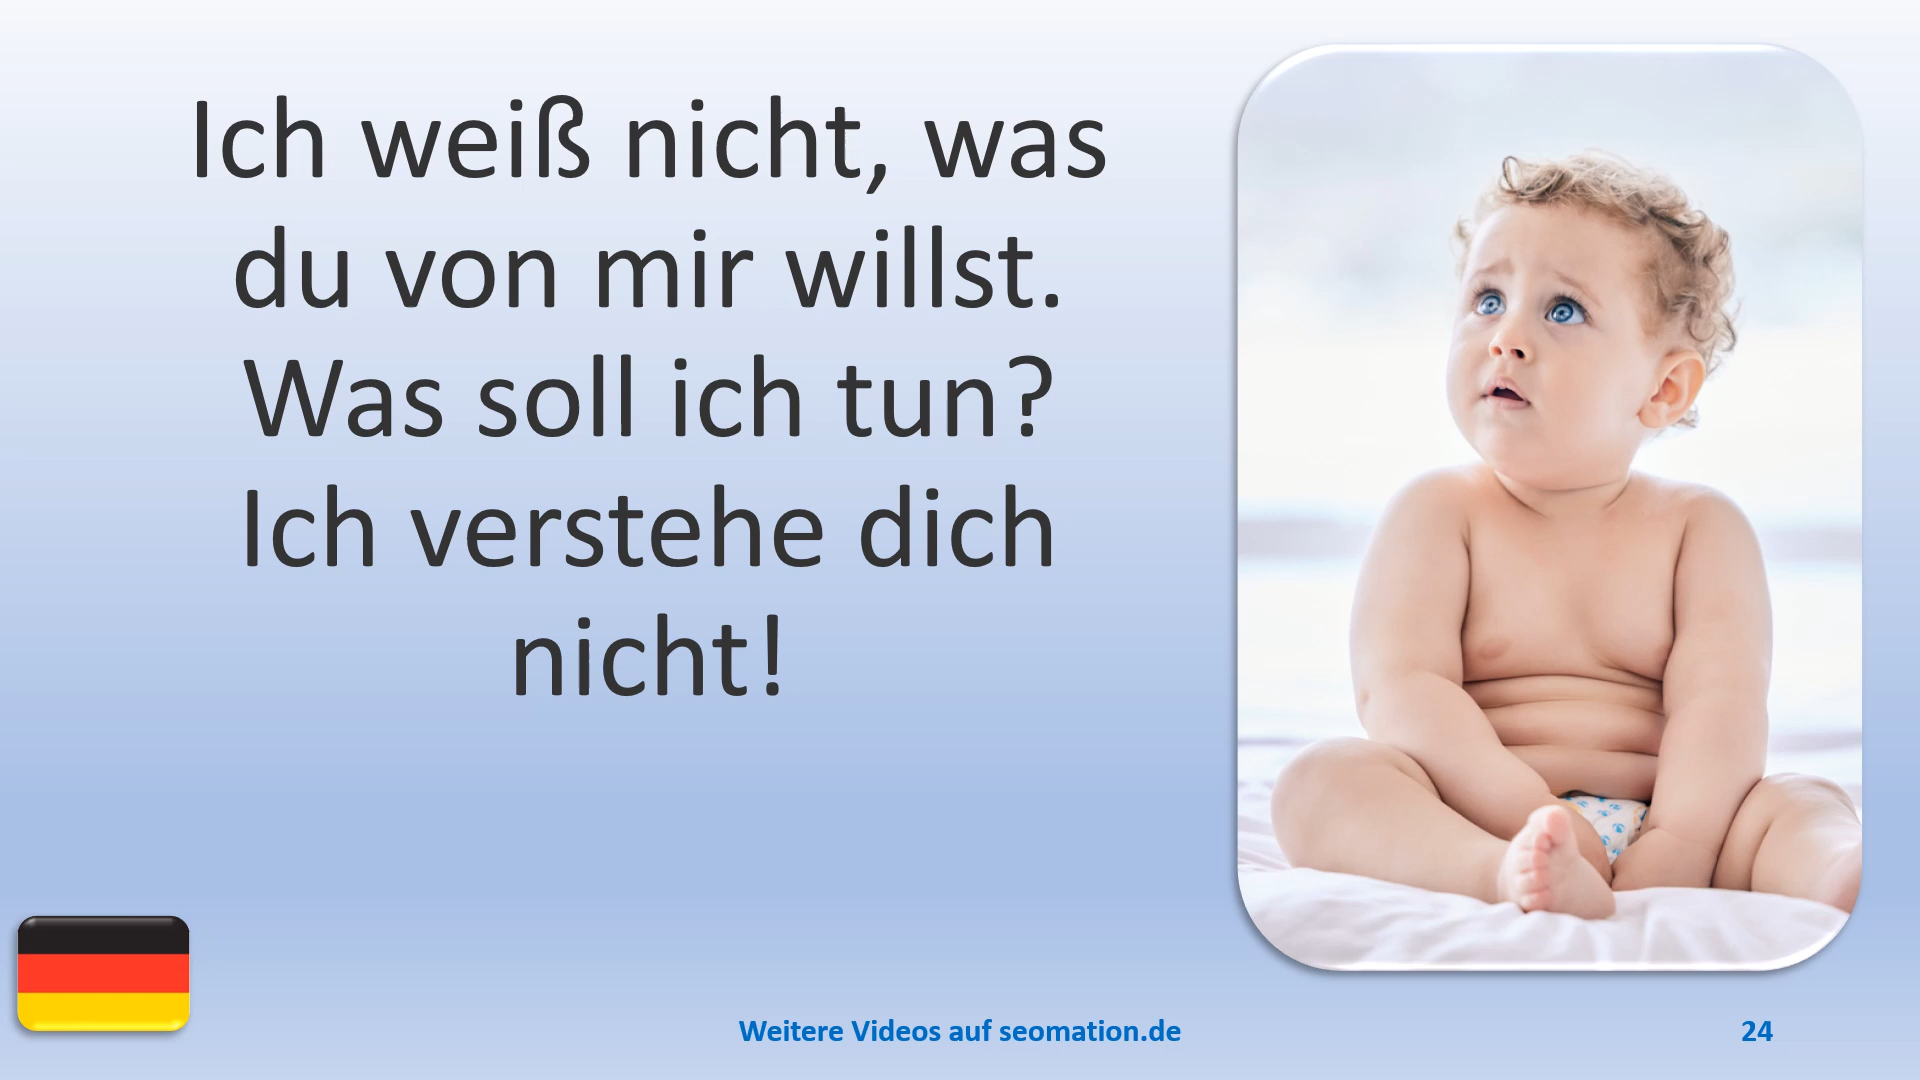 Ich weiß nicht, was
du von mir willst.
Was soll ich tun?
Ich verstehe dich
nicht!
Weitere Videos auf seomation.de
24